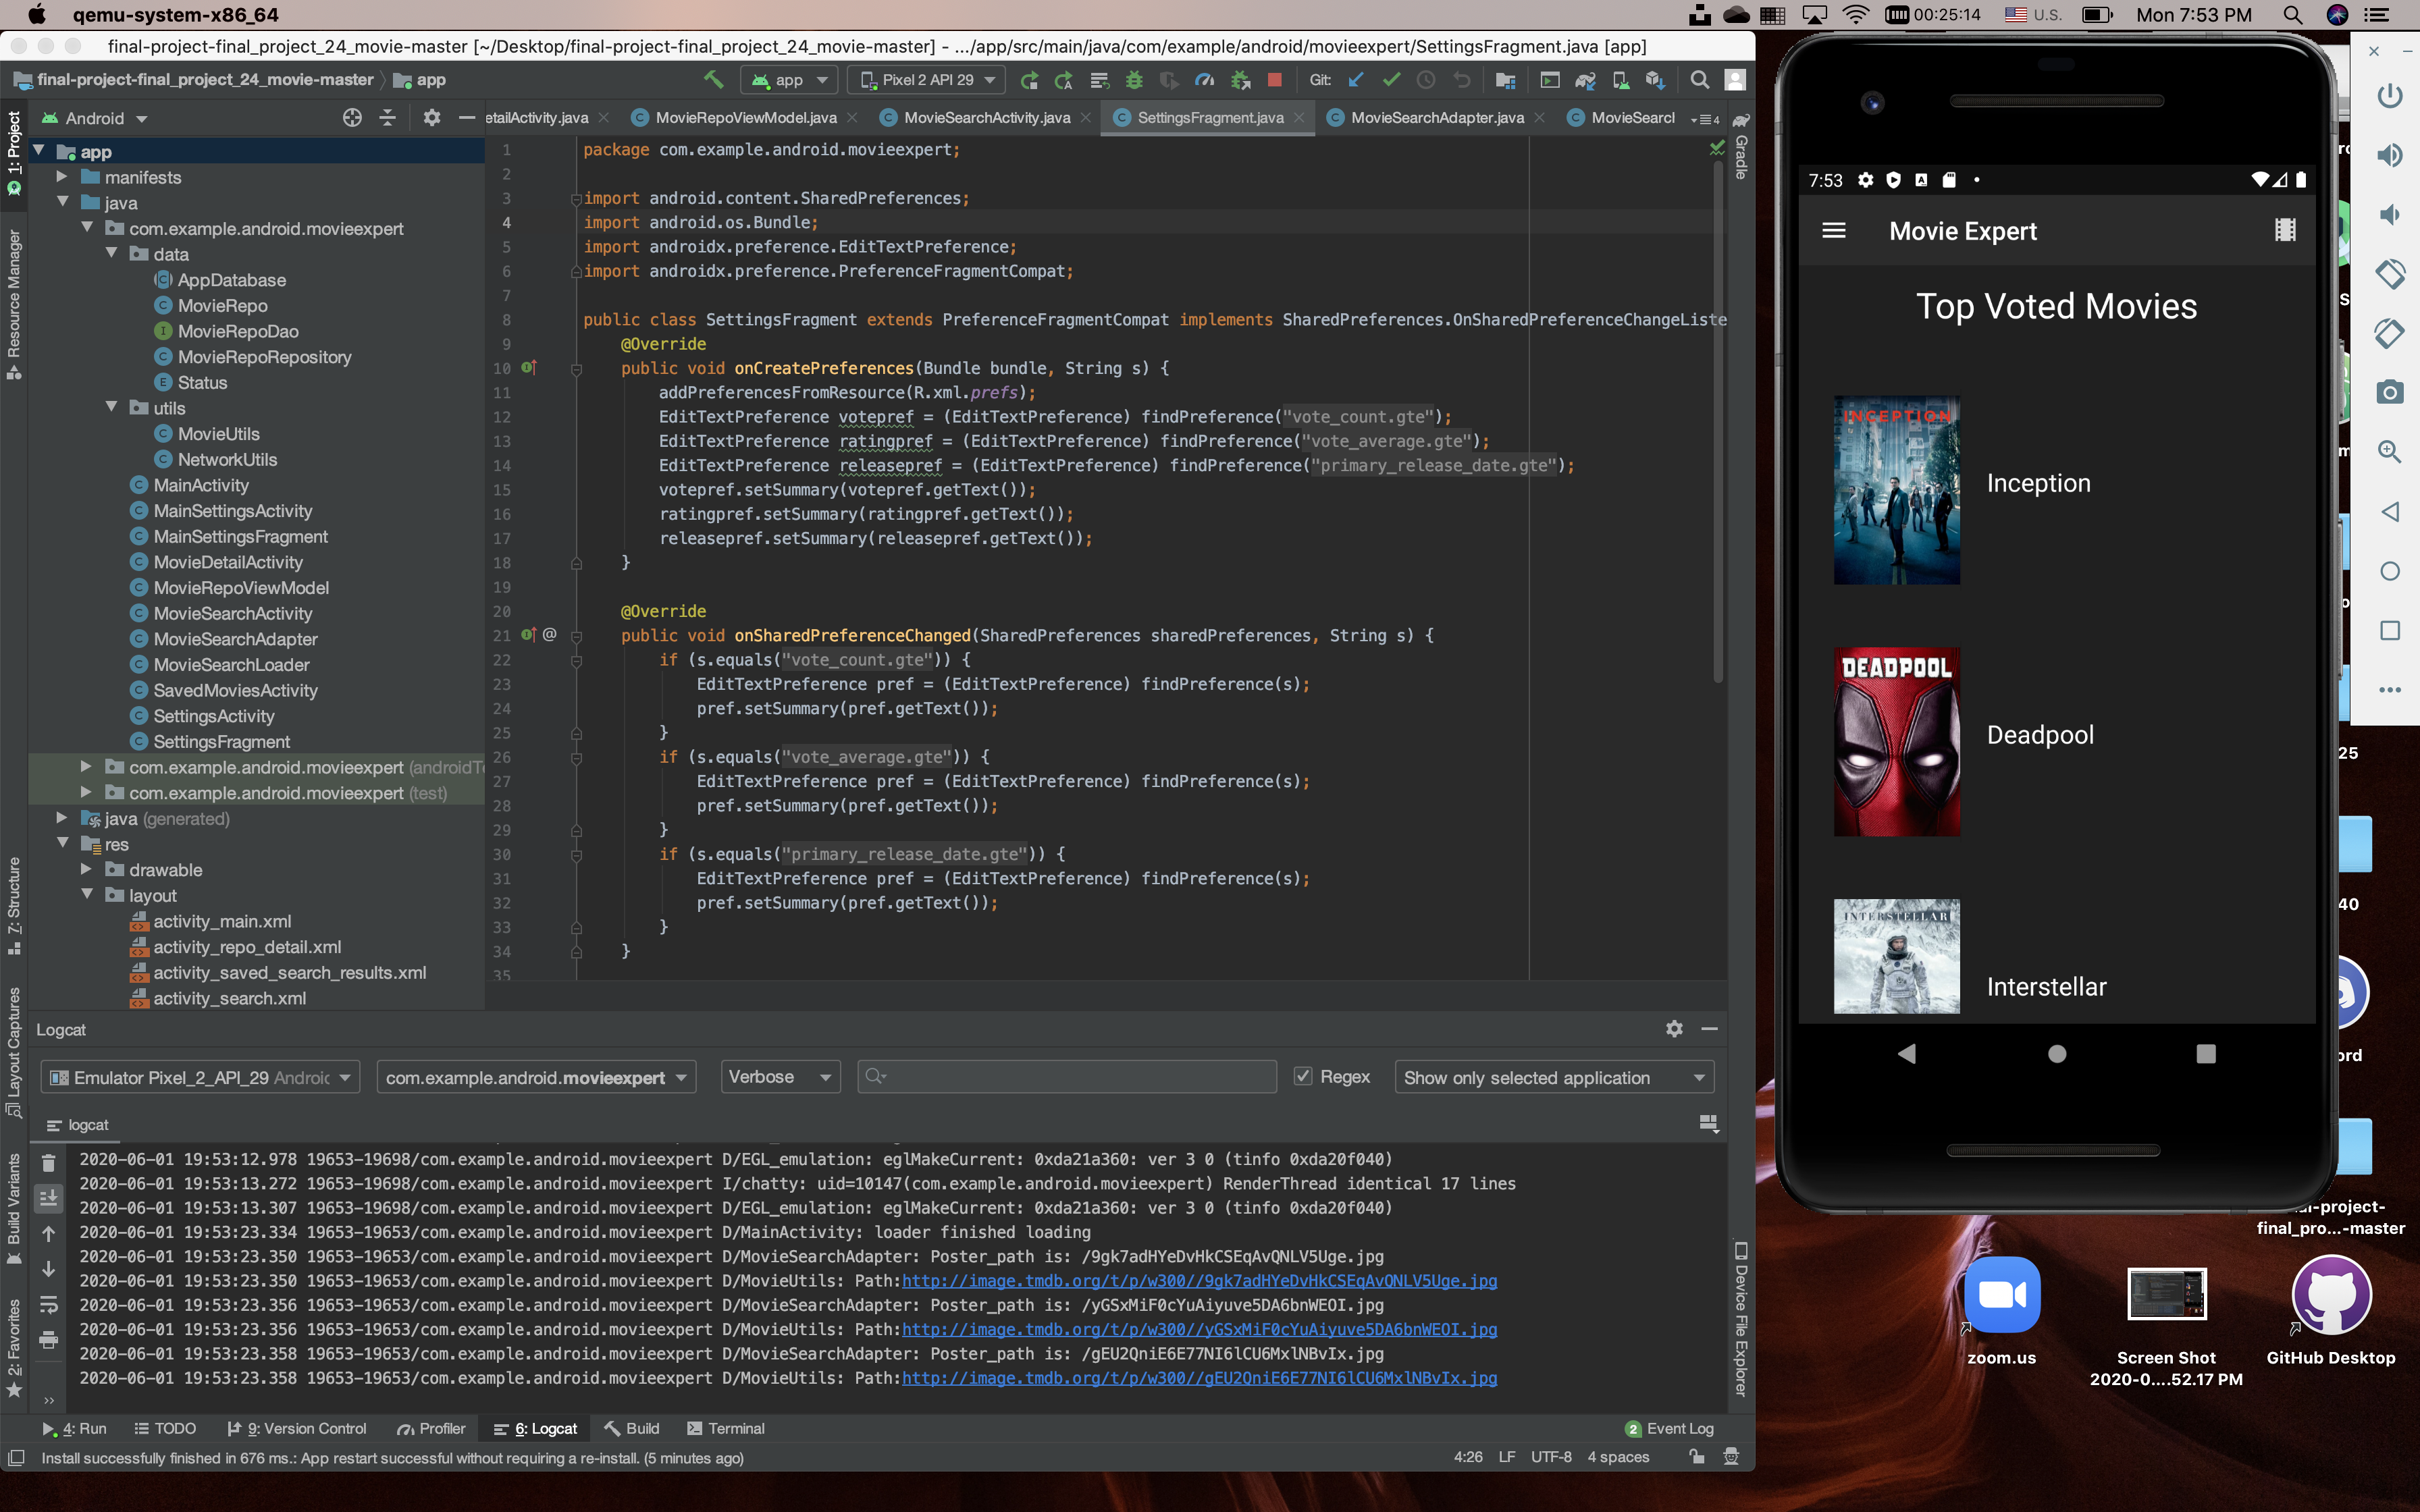 qemu-system-x86_64
00:25:14
U.S.
Mon 7:53 PM
final-project-final_project_24_movie-master [~/Desktop/final-project-final_project_24_movie-master] - .../app/src/main/java/com/example/android/movieexpert/SettingsFragment.java [app]
final-project-final_project_24_movie-master
app
app
Pixel 2 API 29
Git:
Android
etailActivity.java
MovieRepoViewModel.java
MovieSearchActivity.java
SettingsFragment.java
MovieSearchAdapter.java
MovieSearcl
4
1: Project
Resource Manager
7: Structure
Layout Captures
Build Variants
2: Favorites
Gradle
Device File Explorer
app
manifests
java
com.example.android.movieexpert
data
AppDatabase
MovieRepo
MovieRepoDao
MovieRepoRepository
Status
utils
MovieUtils
NetworkUtils
MainActivity
MainSettingsActivity
MainSettingsFragment
MovieDetailActivity
MovieRepoViewModel
MovieSearchActivity
MovieSearchAdapter
MovieSearchLoader
SavedMoviesActivity
SettingsActivity
SettingsFragment
com.example.android.movieexpert (androidTe
com.example.android.movieexpert (test)
java (generated)
res
drawable
layout
activity_main.xml
activity_repo_detail.xml
activity_saved_search_results.xml
activity_search.xml
1 package com.example.android.movieexpert;
2
3 import android.content.SharedPreferences;
4 import android.os.Bundle;
5 import androidx.preference.EditTextPreference;
6 import androidx.preference.PreferenceFragmentCompat;
7
8 public class SettingsFragment extends PreferenceFragmentCompat implements SharedPreferences.OnSharedPreferenceChangeListe
9 @Override
10 public void onCreatePreferences(Bundle bundle, String s) {
11 addPreferencesFromResource(R.xml.prefs);
12 EditTextPreference votepref = (EditTextPreference) findPreference("vote_count.gte");
13 EditTextPreference ratingpref = (EditTextPreference) findPreference("vote_average.gte");
14 EditTextPreference releasepref = (EditTextPreference) findPreference("primary_release_date.gte");
15 votepref.setSummary(votepref.getText());
16 ratingpref.setSummary(ratingpref.getText());
17 releasepref.setSummary(releasepref.getText());
18 }
19
20 @Override
21 @ public void onSharedPreferenceChanged(SharedPreferences sharedPreferences, String s) {
22 if (s.equals("vote_count.gte")) {
23 EditTextPreference pref = (EditTextPreference) findPreference(s);
24 pref.setSummary(pref.getText());
25 }
26 if (s.equals("vote_average.gte")) {
27 EditTextPreference pref = (EditTextPreference) findPreference(s);
28 pref.setSummary(pref.getText());
29 }
30 if (s.equals("primary_release_date.gte")) {
31 EditTextPreference pref = (EditTextPreference) findPreference(s);
32 pref.setSummary(pref.getText());
33 }
34 }
35
Logcat
Emulator Pixel_2_API_29 Androic
com.example.android.movieexpert
Verbose
Regex
Show only selected application
logcat
2020-06-01 19:53:12.978 19653-19698/com.example.android.movieexpert D/EGL_emulation: eglMakeCurrent: 0xda21a360: ver 3 0 (tinfo 0xda20f040)
2020-06-01 19:53:13.272 19653-19698/com.example.android.movieexpert I/chatty: uid=10147(com.example.android.movieexpert) RenderThread identical 17 lines
2020-06-01 19:53:13.307 19653-19698/com.example.android.movieexpert D/EGL_emulation: eglMakeCurrent: 0xda21a360: ver 3 0 (tinfo 0xda20f040)
2020-06-01 19:53:23.334 19653-19653/com.example.android.movieexpert D/MainActivity: loader finished loading
2020-06-01 19:53:23.350 19653-19653/com.example.android.movieexpert D/MovieSearchAdapter: Poster_path is: /9gk7adHYeDvHkCSEqAvQNLV5Uge.jpg
2020-06-01 19:53:23.350 19653-19653/com.example.android.movieexpert D/MovieUtils: Path:http://image.tmdb.org/t/p/w300//9gk7adHYeDvHkCSEqAvQNLV5Uge.jpg
2020-06-01 19:53:23.356 19653-19653/com.example.android.movieexpert D/MovieSearchAdapter: Poster_path is: /yGSxMiF0cYuAiyuve5DA6bnWEOI.jpg
2020-06-01 19:53:23.356 19653-19653/com.example.android.movieexpert D/MovieUtils: Path:http://image.tmdb.org/t/p/w300//yGSxMiF0cYuAiyuve5DA6bnWEOI.jpg
2020-06-01 19:53:23.358 19653-19653/com.example.android.movieexpert D/MovieSearchAdapter: Poster_path is: /gEU2QniE6E77NI6lCU6MxlNBvIx.jpg
2020-06-01 19:53:23.358 19653-19653/com.example.android.movieexpert D/MovieUtils: Path:http://image.tmdb.org/t/p/w300//gEU2QniE6E77NI6lCU6MxlNBvIx.jpg
4: Run
TODO
9: Version Control
Profiler
6: Logcat
Build
Terminal
2 Event Log
Install successfully finished in 676 ms.: App restart successful without requiring a re-install. (5 minutes ago)
4:26 LF UTF-8 4 spaces
7:53
Movie Expert
Top Voted Movies
INCEPTION
Inception
DEADPOOL
Deadpool
INTERSTELLAR
Interstellar
25
40
ord
al-project-
final_pro...-master
zoom.us
Screen Shot
2020-0....52.17 PM
GitHub Desktop